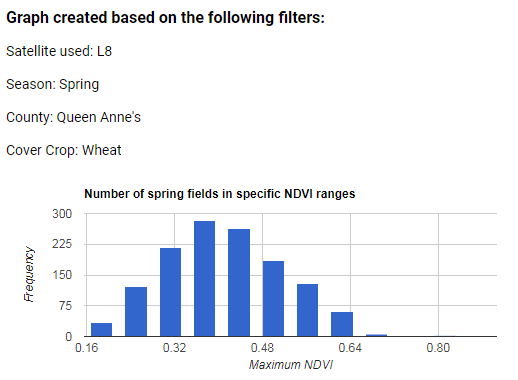 Graph created based on the following filters:
Satellite used: L8
Season: Spring
County: Queen Anne's
Cover Crop: Wheat
Number of spring fields in specific NDVI ranges
300
225
150
75
0
Frequency
0.16 0.32 0.48 0.64 0.80
Maximum NDVI